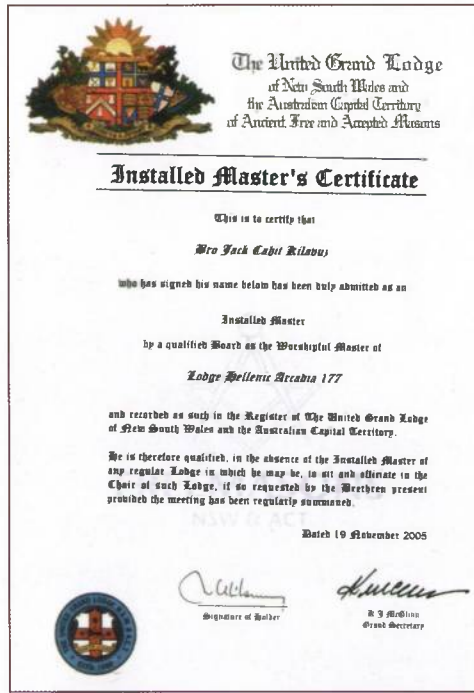 The United Grand Lodge
of New South Wales and
the Australian Capital Territory
of Ancient, Free and Accepted Masons
Installed Master's Certificate
This is to certify that
Bro Jack Cahit Kilavuz
who has signed his name below has been duly admitted as an
Installed Master
by a qualified Board as the Worshipful Master of
Lodge Hellenic Arcadia 177
and recorded as such in the Register of The United Grand Lodge
of New South Wales and the Australian Capital Territory.
He is therefore qualified, in the absence of the Installed Master of
any regular Lodge in which he may be, to sit and officiate in the
Chair of such Lodge, if so requested by the Brethren present
provided the meeting has been regularly summoned.
NSW & ACT
Dated 19 November 2005
Signature of Holder
K J McGlinn
Grand Secretary